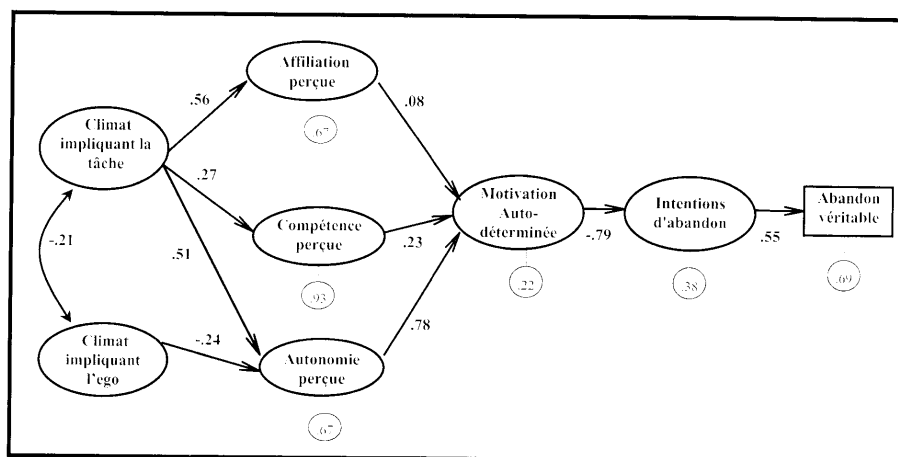 Affiliation
perçue
.56
.08
.67
Climat
impliquant la
tâche
.27
Motivation
Auto-
déterminée
Intentions
d'abandon
Abandon
véritable
Compétence
perçue
.23
-.79
.55
-.21
.51
.93
.22
.38
.69
.78
Climat
impliquant
l'ego
-.24
Autonomie
perçue
.67